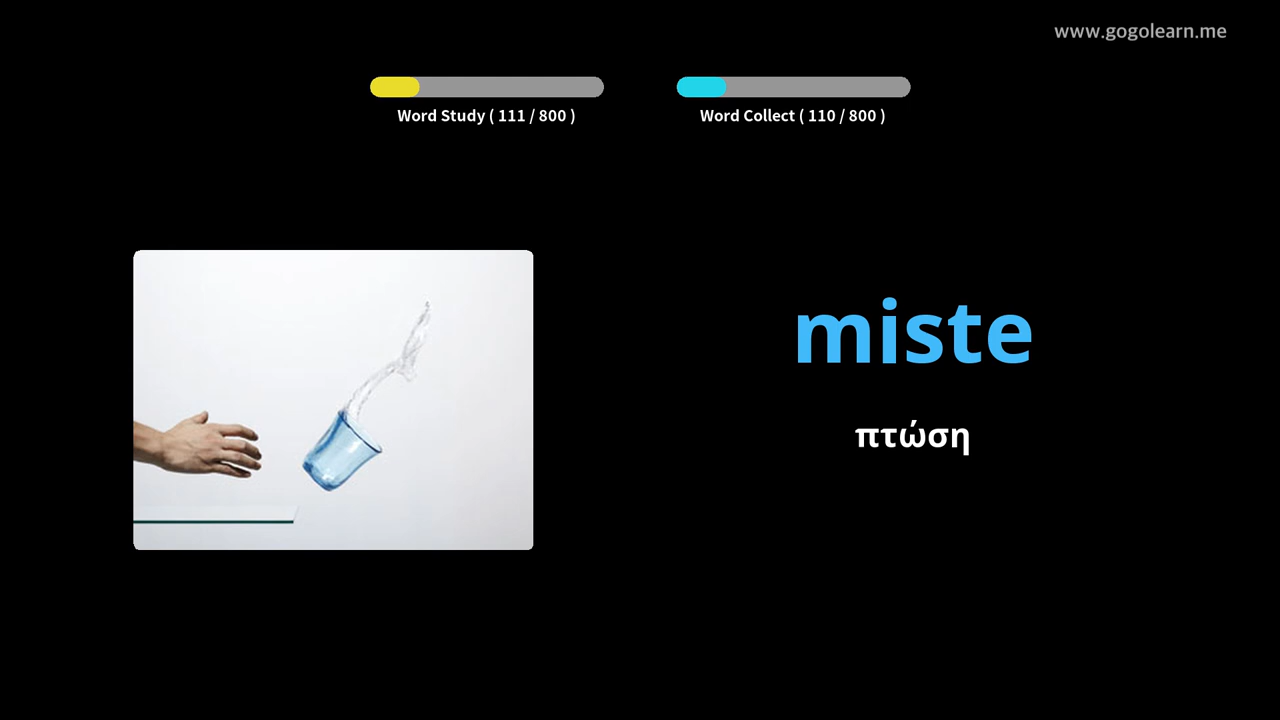 www.gogolearn.me
Word Study ( 111 / 800 )
Word Collect ( 110 / 800 )
miste
πτώση